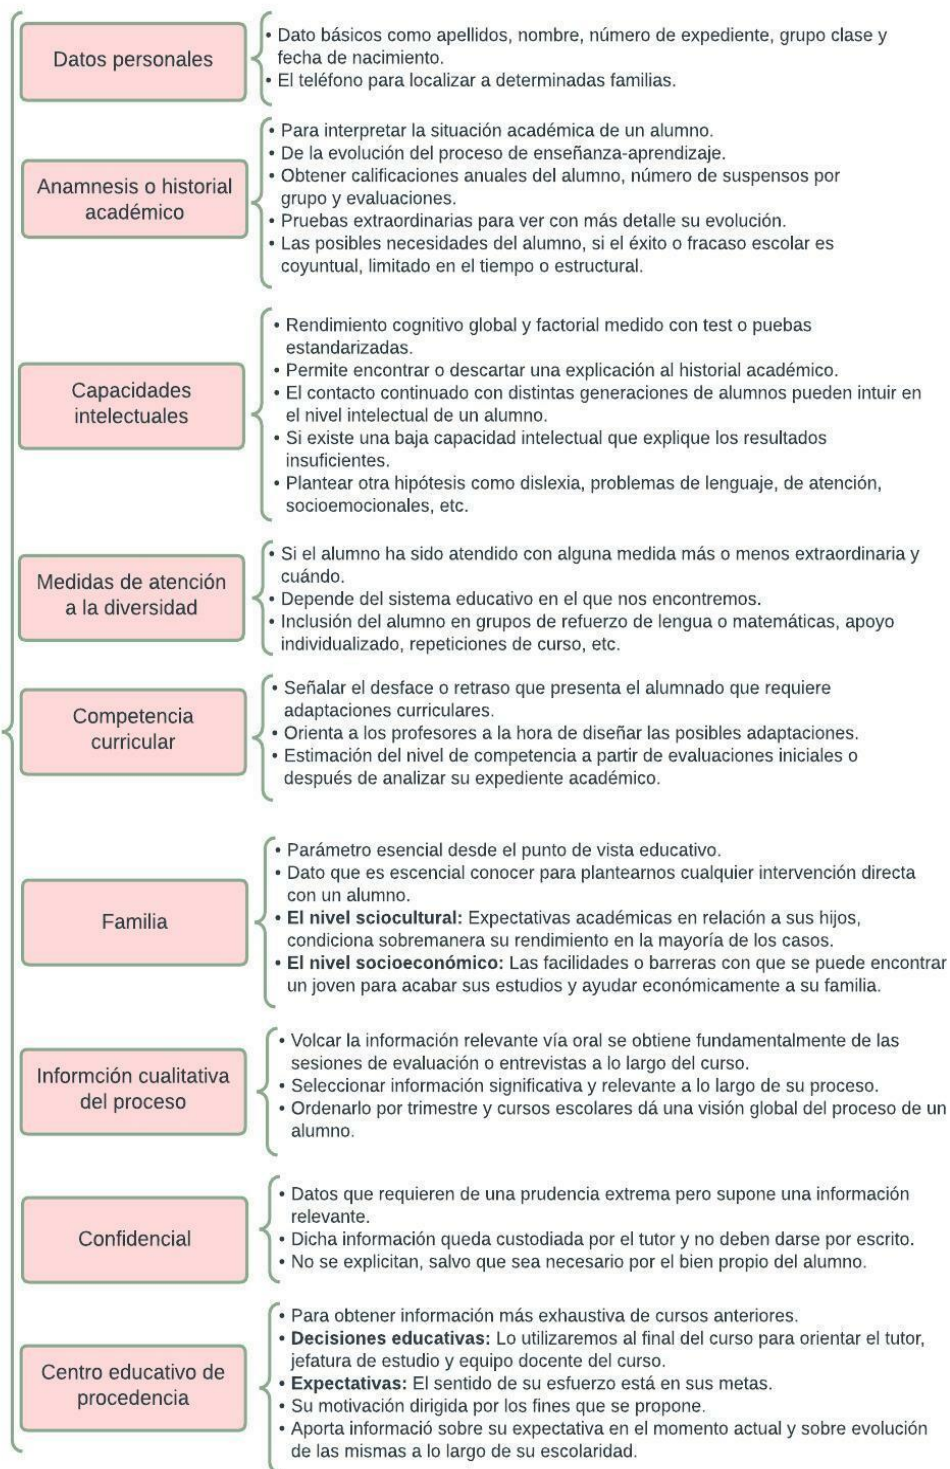 Datos personales
• Dato básicos como apellidos, nombre, número de expediente, grupo clase y
fecha de nacimiento.
• El teléfono para localizar a determinadas familias.
Anamnesis o historial
académico
• Para interpretar la situación académica de un alumno.
• De la evolución del proceso de enseñanza-aprendizaje.
• Obtener calificaciones anuales del alumno, número de suspensos por
grupo y evaluaciones.
• Pruebas extraordinarias para ver con más detalle su evolución.
• Las posibles necesidades del alumno, si el éxito o fracaso escolar es
coyuntual, limitado en el tiempo o estructural.
Capacidades
intelectuales
• Rendimiento cognitivo global y factorial medido con test o puebas
estandarizadas.
• Permite encontrar o descartar una explicación al historial académico.
• El contacto continuado con distintas generaciones de alumnos pueden intuir en
el nivel intelectual de un alumno.
• Si existe una baja capacidad intelectual que explique los resultados
insuficientes.
• Plantear otra hipótesis como dislexia, problemas de lenguaje, de atención,
socioemocionales, etc.
Medidas de atención
a la diversidad
• Si el alumno ha sido atendido con alguna medida más o menos extraordinaria y
cuándo.
• Depende del sistema educativo en el que nos encontremos.
• Inclusión del alumno en grupos de refuerzo de lengua o matemáticas, apoyo
individualizado, repeticiones de curso, etc.
Competencia
curricular
• Señalar el desface o retraso que presenta el alumnado que requiere
adaptaciones curriculares.
• Orienta a los profesores a la hora de diseñar las posibles adaptaciones.
• Estimación del nivel de competencia a partir de evaluaciones iniciales o
después de analizar su expediente académico.
Familia
• Parámetro esencial desde el punto de vista educativo.
• Dato que es escencial conocer para plantearnos cualquier intervención directa
con un alumno.
• El nivel sociocultural: Expectativas académicas en relación a sus hijos,
condiciona sobremanera su rendimiento en la mayoría de los casos.
• El nivel socioeconómico: Las facilidades o barreras con que se puede encontrar
un joven para acabar sus estudios y ayudar económicamente a su familia.
Informción cualitativa
del proceso
• Volcar la información relevante vía oral se obtiene fundamentalmente de las
sesiones de evaluación o entrevistas a lo largo del curso.
• Seleccionar información significativa y relevante a lo largo de su proceso.
• Ordenarlo por trimestre y cursos escolares dá una visión global del proceso de un
alumno.
Confidencial
• Datos que requieren de una prudencia extrema pero supone una información
relevante.
• Dicha información queda custodiada por el tutor y no deben darse por escrito.
• No se explicitan, salvo que sea necesario por el bien propio del alumno.
Centro educativo de
procedencia
• Para obtener información más exhaustiva de cursos anteriores.
• Decisiones educativas: Lo utilizaremos al final del curso para orientar el tutor,
jefatura de estudio y equipo docente del curso.
• Expectativas: El sentido de su esfuerzo está en sus metas.
• Su motivación dirigida por los fines que se propone.
• Aporta informació sobre su expectativa en el momento actual y sobre evolución
de las mismas a lo largo de su escolaridad.